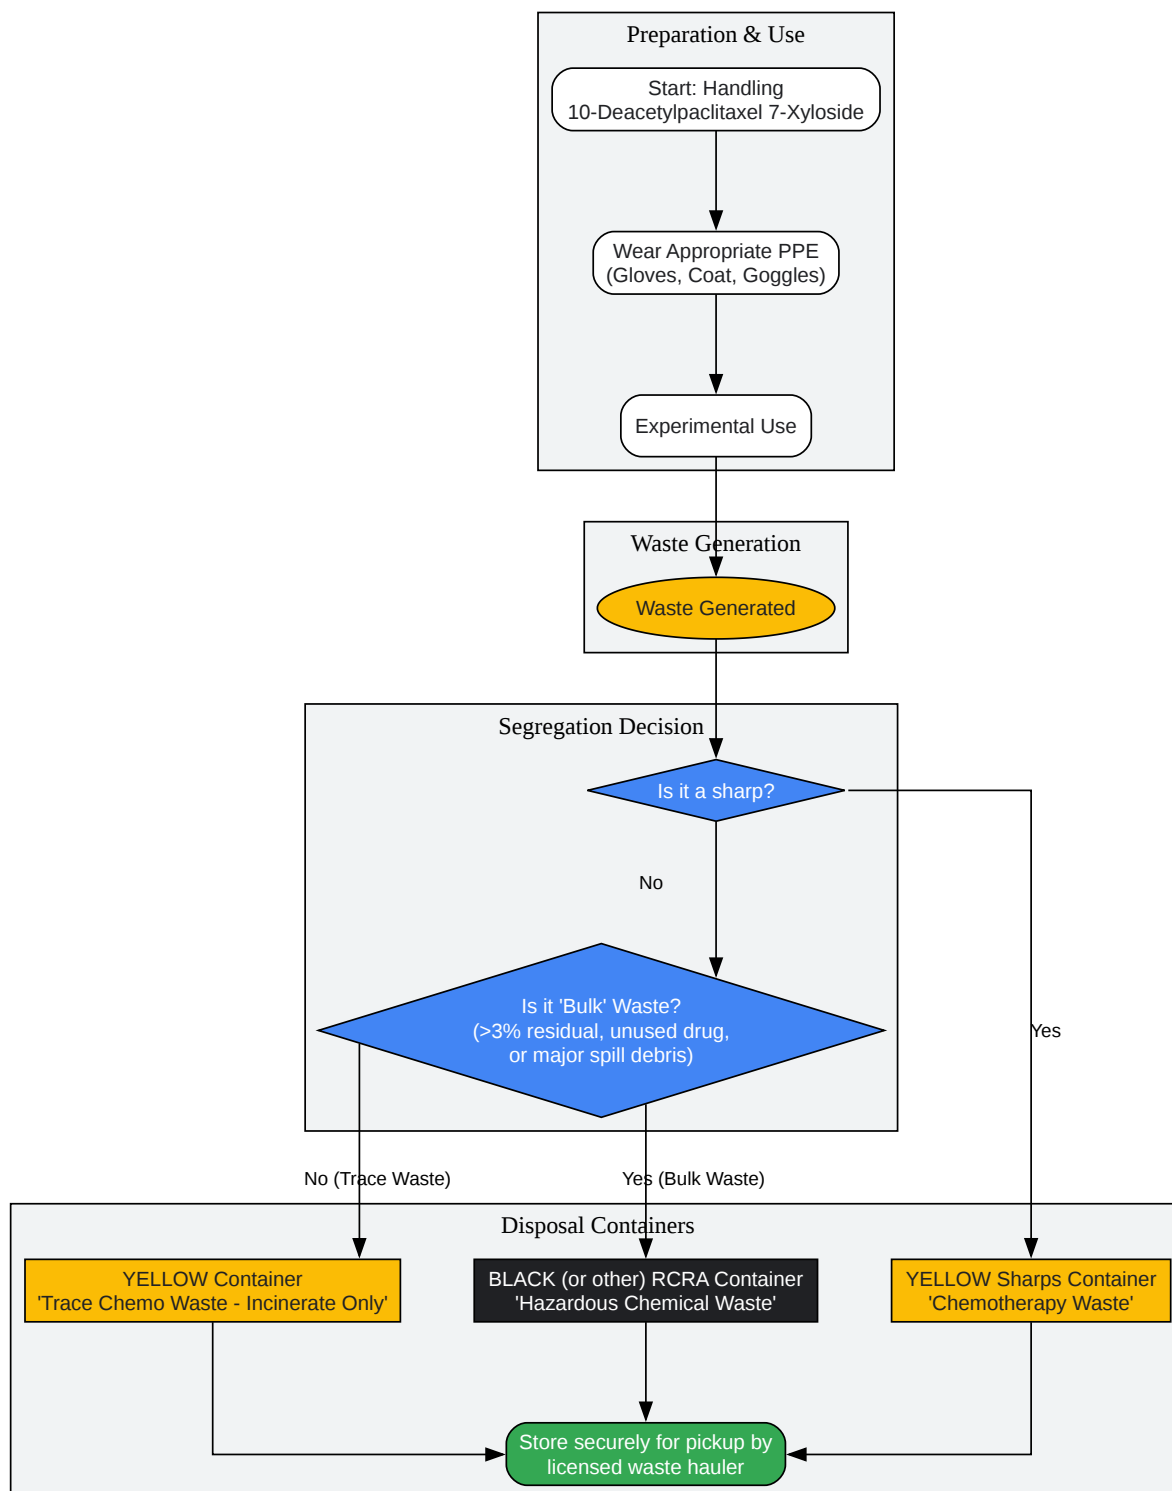 Preparation & Use
Start: Handling
10-Deacetylpaclitaxel 7-Xyloside
Wear Appropriate PPE
(Gloves, Coat, Goggles)
Experimental Use
Waste Generation
Waste Generated
Segregation Decision
Is it a sharp?
No
Is it 'Bulk' Waste?
(>3% residual, unused drug,
or major spill debris)
Yes
No (Trace Waste)
Yes (Bulk Waste)
Disposal Containers
YELLOW Container
'Trace Chemo Waste - Incinerate Only'
BLACK (or other) RCRA Container
'Hazardous Chemical Waste'
YELLOW Sharps Container
'Chemotherapy Waste'
Store securely for pickup by
licensed waste hauler